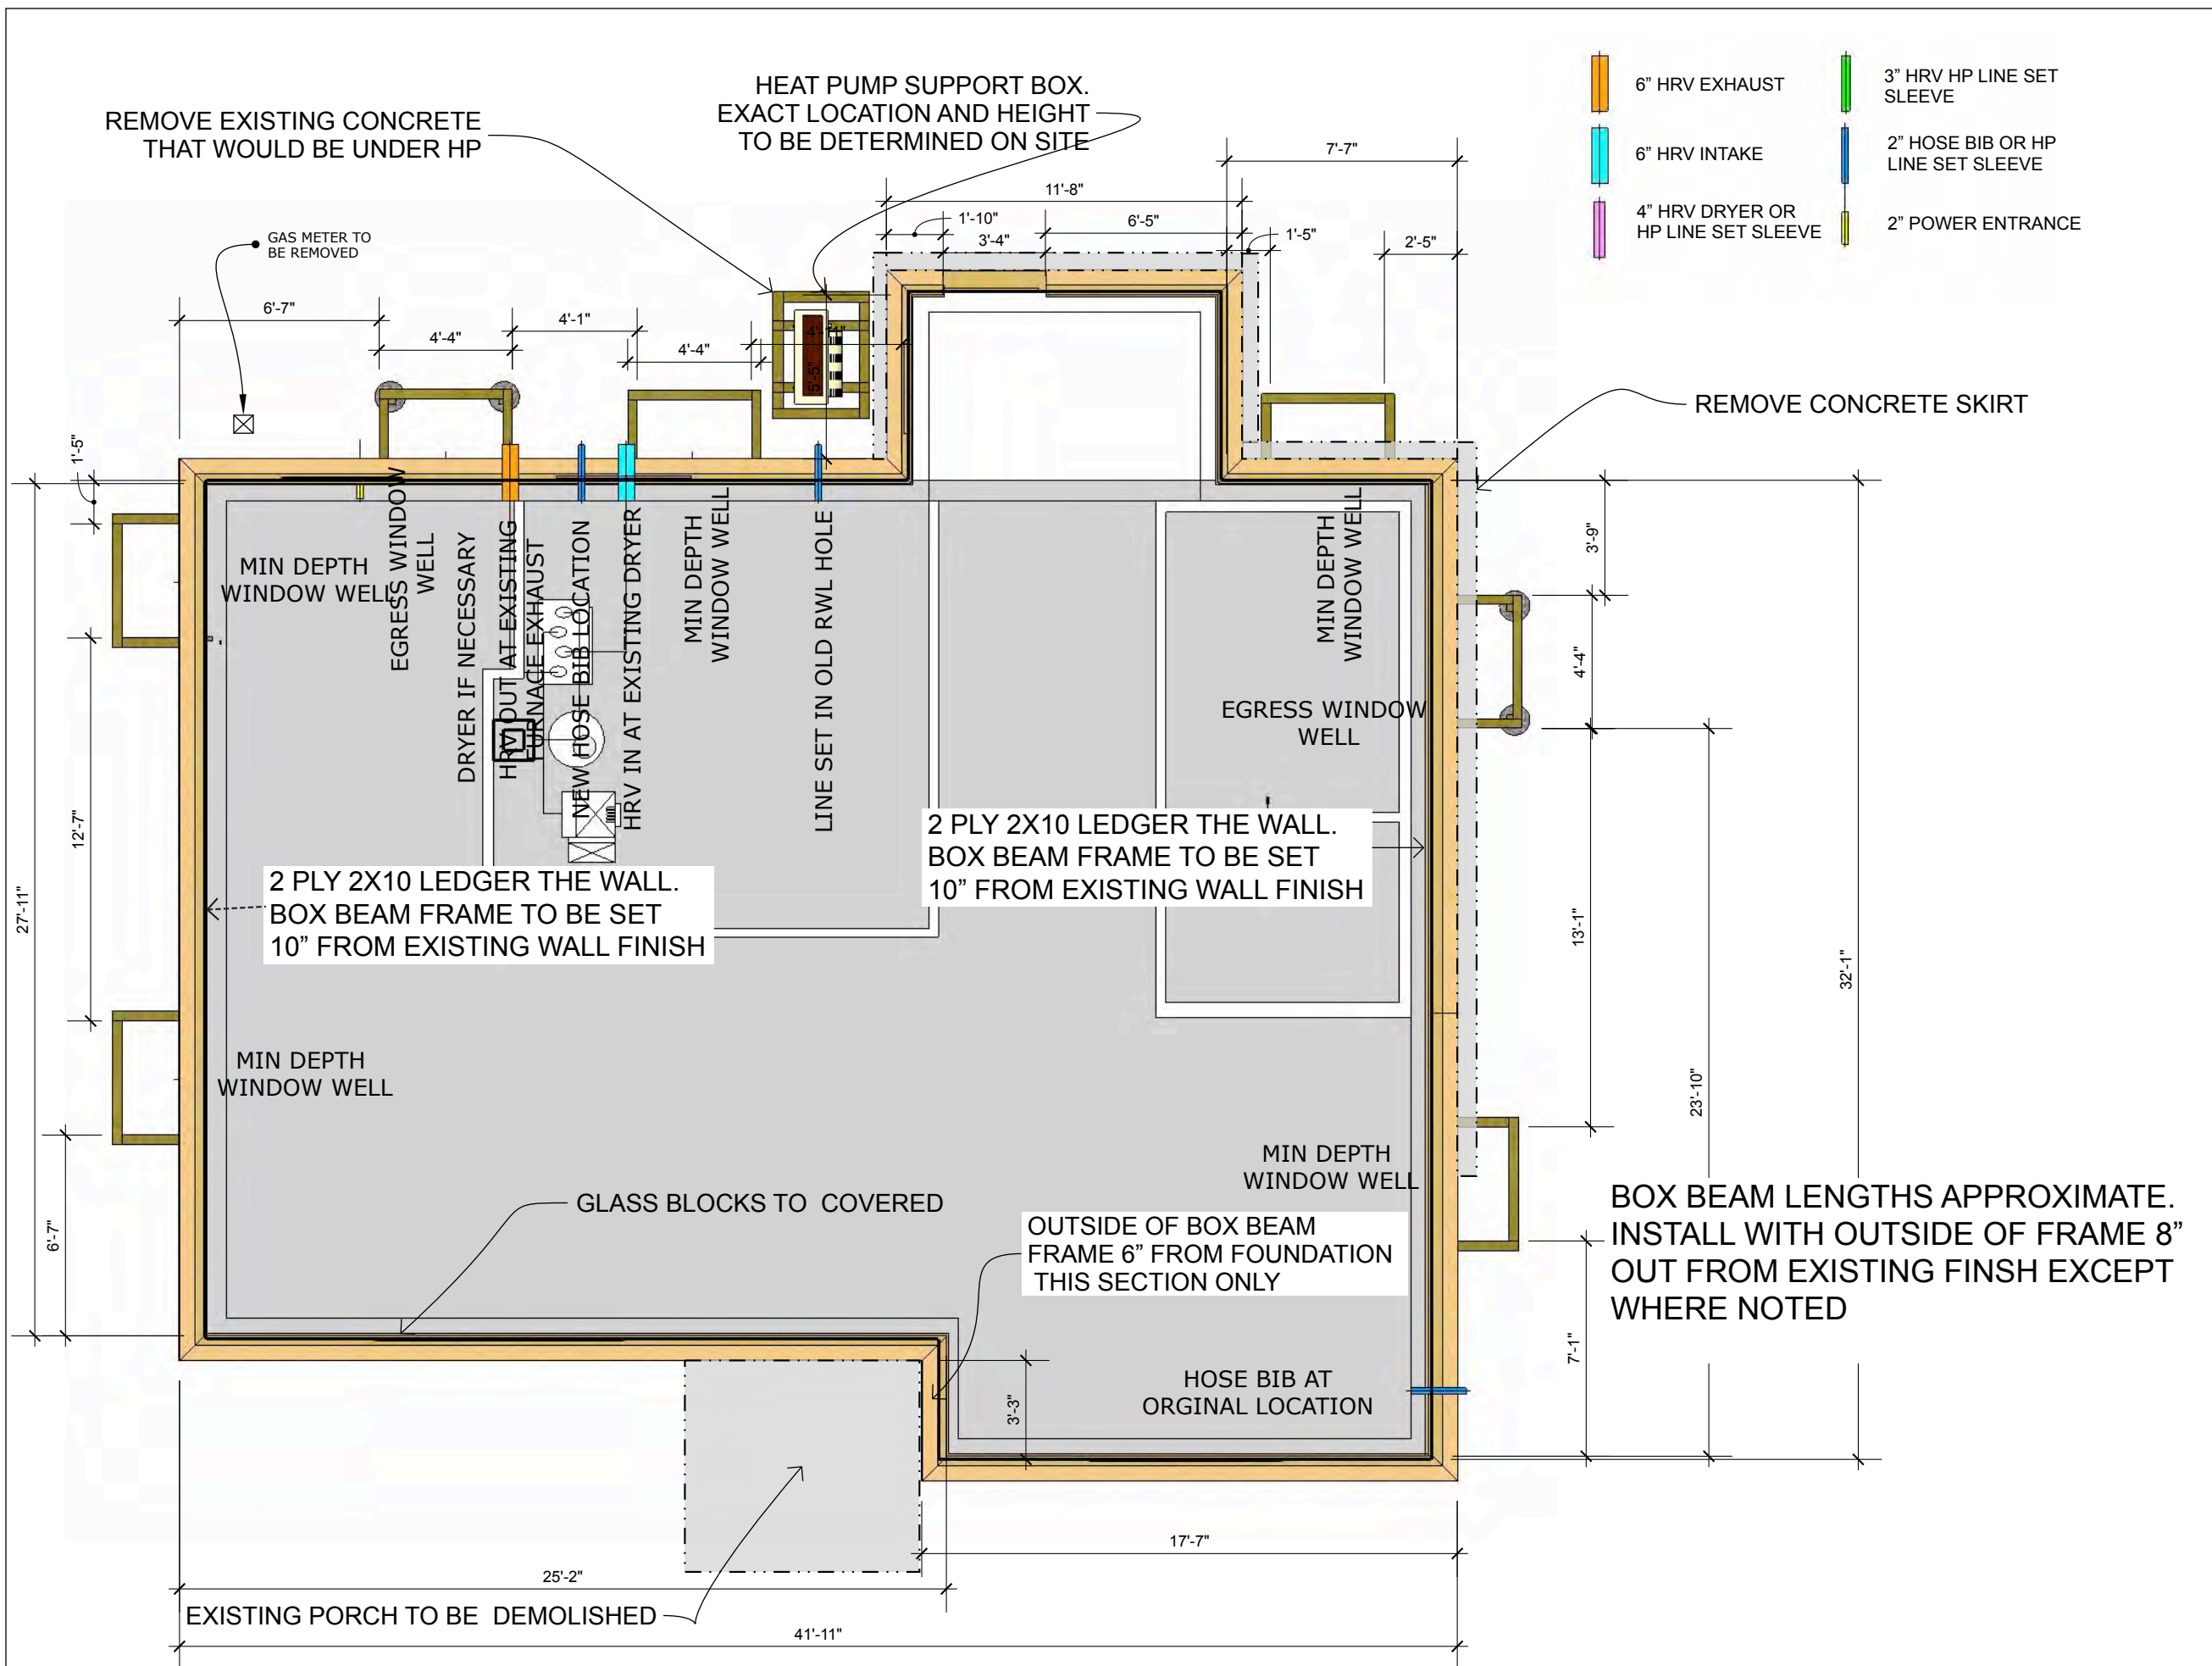 HEAT PUMP SUPPORT BOX.
EXACT LOCATION AND HEIGHT
TO BE DETERMINED ON SITE
REMOVE EXISTING CONCRETE
THAT WOULD BE UNDER HP
GAS METER TO
BE REMOVED
6" HRV EXHAUST
6" HRV INTAKE
4" HRV DRYER OR
HP LINE SET SLEEVE
3" HRV HP LINE SET
SLEEVE
2" HOSE BIB OR HP
LINE SET SLEEVE
2" POWER ENTRANCE
7'-7"
11'-8"
1'-10"
6'-5"
3'-4"
1'-5"
2'-5"
6'-7"
4'-4"
4'-1"
4'-4"
5'-5"
REMOVE CONCRETE SKIRT
1'-5"
27'-11"
12'-7"
6'-7"
MIN DEPTH
WINDOW WELL
EGRESS WINDOW
WELL
DRYER IF NECESSARY
HRV OUT AT EXISTING
FURNACE EXHAUST
NEW HOSE BIB LOCATION
HRV IN AT EXISTING DRYER
MIN DEPTH
WINDOW WELL
LINE SET IN OLD RWL HOLE
MIN DEPTH
WINDOW WELL
EGRESS WINDOW
WELL
3'-9"
4'-4"
13'-1"
23'-10"
32'-1"
7'-1"
2 PLY 2X10 LEDGER THE WALL.
BOX BEAM FRAME TO BE SET
10" FROM EXISTING WALL FINISH
2 PLY 2X10 LEDGER THE WALL.
BOX BEAM FRAME TO BE SET
10" FROM EXISTING WALL FINISH
MIN DEPTH
WINDOW WELL
MIN DEPTH
WINDOW WELL
GLASS BLOCKS TO COVERED
OUTSIDE OF BOX BEAM
FRAME 6" FROM FOUNDATION
THIS SECTION ONLY
BOX BEAM LENGTHS APPROXIMATE.
INSTALL WITH OUTSIDE OF FRAME 8"
OUT FROM EXISTING FINSH EXCEPT
WHERE NOTED
HOSE BIB AT
ORGINAL LOCATION
3'-3"
17'-7"
25'-2"
EXISTING PORCH TO BE DEMOLISHED
41'-11"